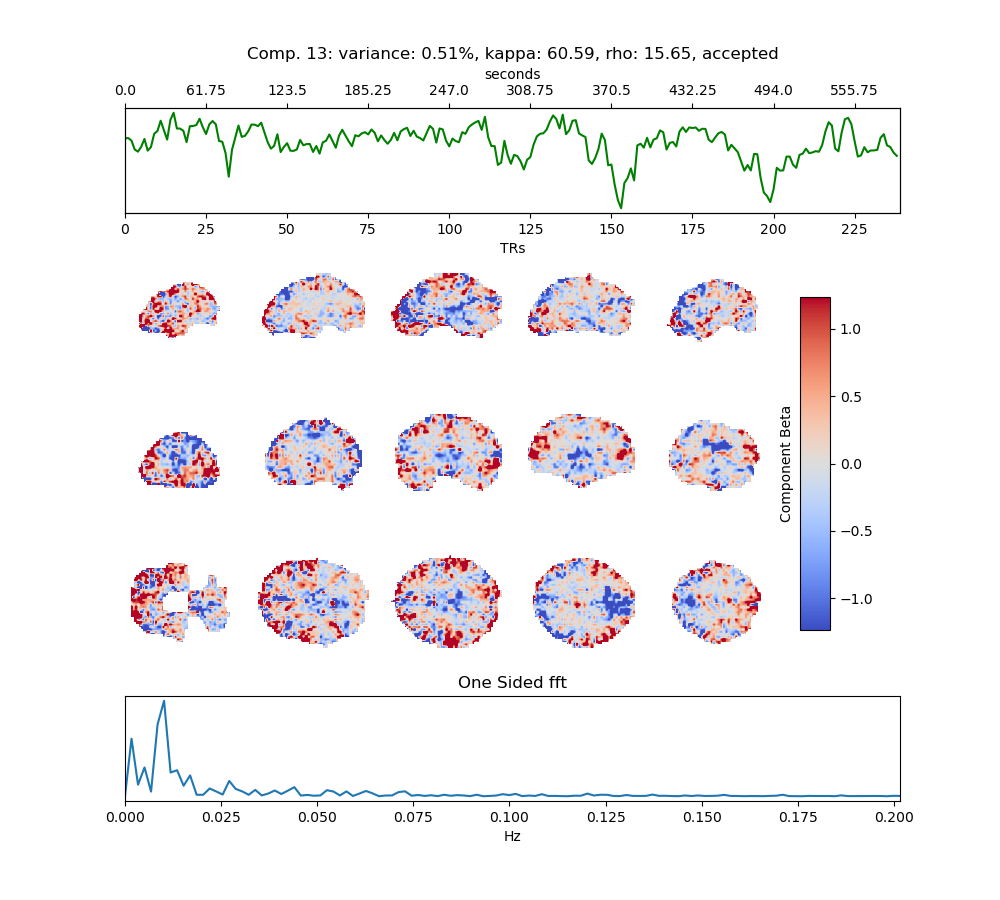 Comp. 13: variance: 0.51%, kappa: 60.59, rho: 15.65, accepted
seconds
0.0 61.75 123.5 185.25 247.0 308.75 370.5 432.25 494.0 555.75
0 25 50 75 100 125 150 175 200 225
TRs
1.0
0.5
0.0
−0.5
−1.0
Component Beta
One Sided fft
0.000 0.025 0.050 0.075 0.100 0.125 0.150 0.175 0.200
Hz